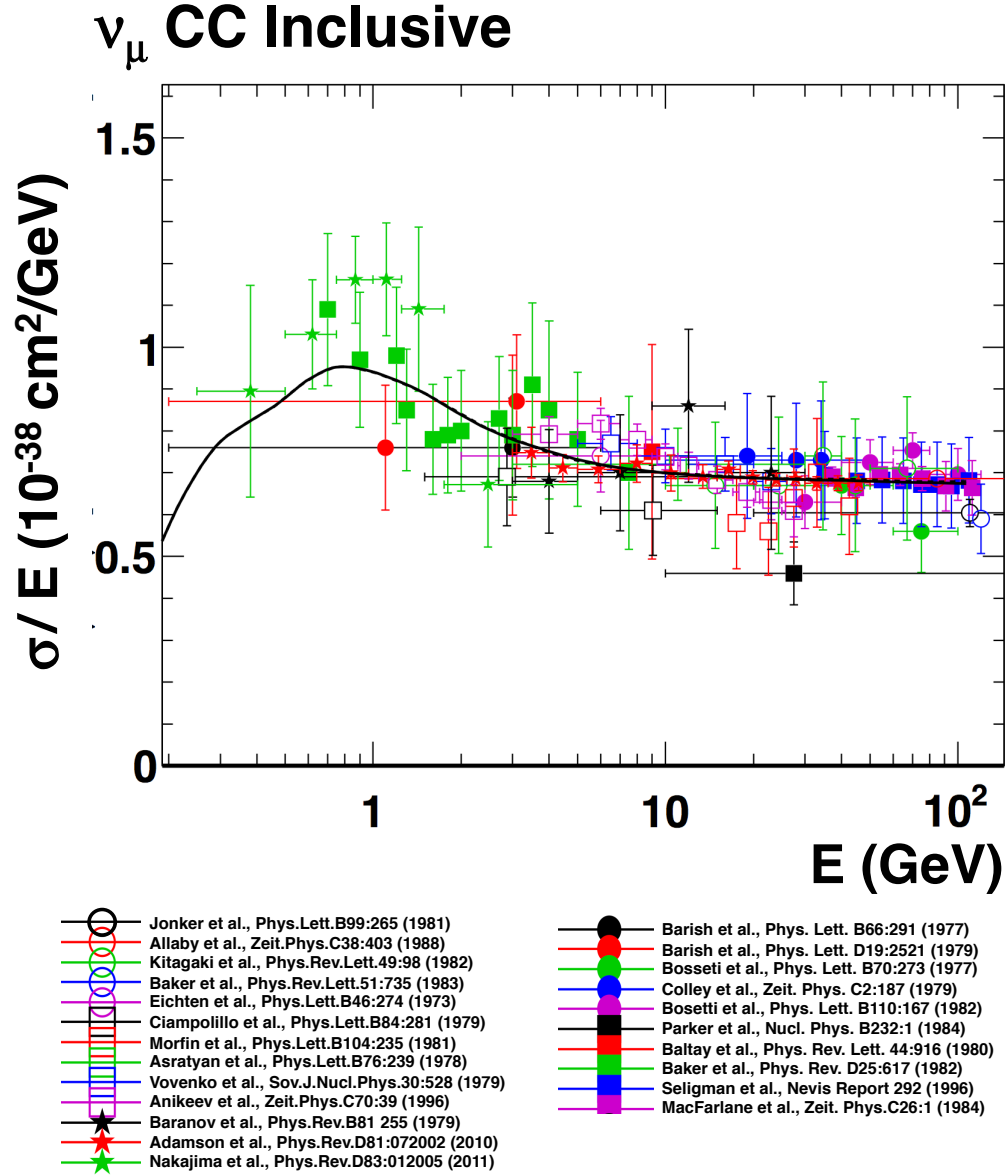 νμ CC Inclusive
1.5
1
0.5
0
σ/ E (10-38 cm2/GeV)
1
10
102
E (GeV)
Jonker et al., Phys.Lett.B99:265 (1981)
Allaby et al., Zeit.Phys.C38:403 (1988)
Kitagaki et al., Phys.Rev.Lett.49:98 (1982)
Baker et al., Phys.Rev.Lett.51:735 (1983)
Eichten et al., Phys.Lett.B46:274 (1973)
Ciampolillo et al., Phys.Lett.B84:281 (1979)
Morfin et al., Phys.Lett.B104:235 (1981)
Asratyan et al., Phys.Lett.B76:239 (1978)
Vovenko et al., Sov.J.Nucl.Phys.30:528 (1979)
Anikeev et al., Zeit.Phys.C70:39 (1996)
Baranov et al., Phys.Rev.B81 255 (1979)
Adamson et al., Phys.Rev.D81:072002 (2010)
Nakajima et al., Phys.Rev.D83:012005 (2011)
Barish et al., Phys. Lett. B66:291 (1977)
Barish et al., Phys. Lett. D19:2521 (1979)
Bosseti et al., Phys. Lett. B70:273 (1977)
Colley et al., Zeit. Phys. C2:187 (1979)
Bosetti et al., Phys. Lett. B110:167 (1982)
Parker et al., Nucl. Phys. B232:1 (1984)
Baltay et al., Phys. Rev. Lett. 44:916 (1980)
Baker et al., Phys. Rev. D25:617 (1982)
Seligman et al., Nevis Report 292 (1996)
MacFarlane et al., Zeit. Phys.C26:1 (1984)